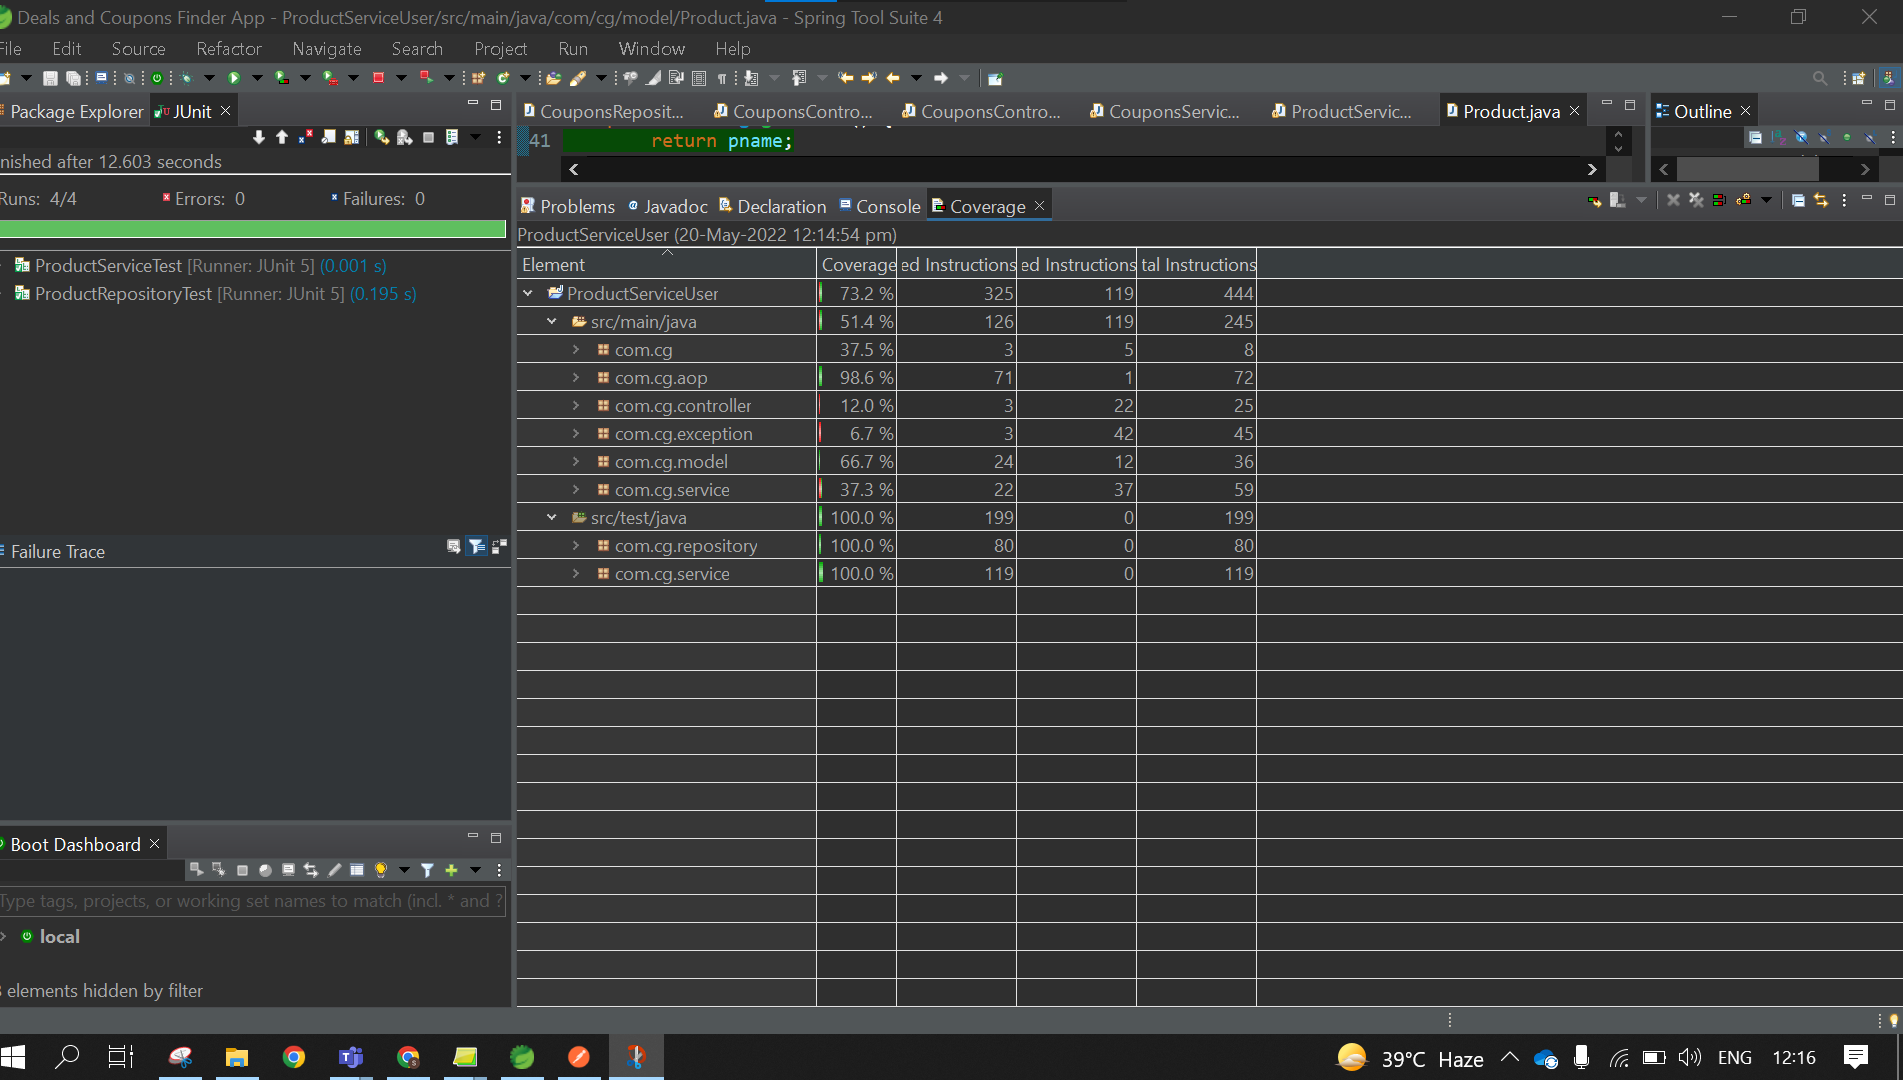 Deals and Coupons Finder App - ProductServiceUser/src/main/java/com/cg/model/Product.java - Spring Tool Suite 4
File Edit Source Refactor Navigate Search Project Run Window Help
Package Explorer JUnit
nished after 12.603 seconds
Runs: 4/4 Errors: 0 Failures: 0
ProductServiceTest [Runner: JUnit 5] (0.001 s)
ProductRepositoryTest [Runner: JUnit 5] (0.195 s)
Failure Trace
Boot Dashboard
Type tags, projects, or working set names to match (incl. * and ?
local
elements hidden by filter
CouponsReposit... CouponsContro... CouponsContro... CouponsServic... ProductServic... Product.java
41 return pname;
Outline
Problems Javadoc Declaration Console Coverage
ProductServiceUser (20-May-2022 12:14:54 pm)
Element Coverage ed Instructions ed Instructions tal Instructions
ProductServiceUser 73.2 % 325 119 444
src/main/java 51.4 % 126 119 245
com.cg 37.5 % 3 5 8
com.cg.aop 98.6 % 71 1 72
com.cg.controller 12.0 % 3 22 25
com.cg.exception 6.7 % 3 42 45
com.cg.model 66.7 % 24 12 36
com.cg.service 37.3 % 22 37 59
src/test/java 100.0 % 199 0 199
com.cg.repository 100.0 % 80 0 80
com.cg.service 100.0 % 119 0 119
39°C Haze ENG 12:16